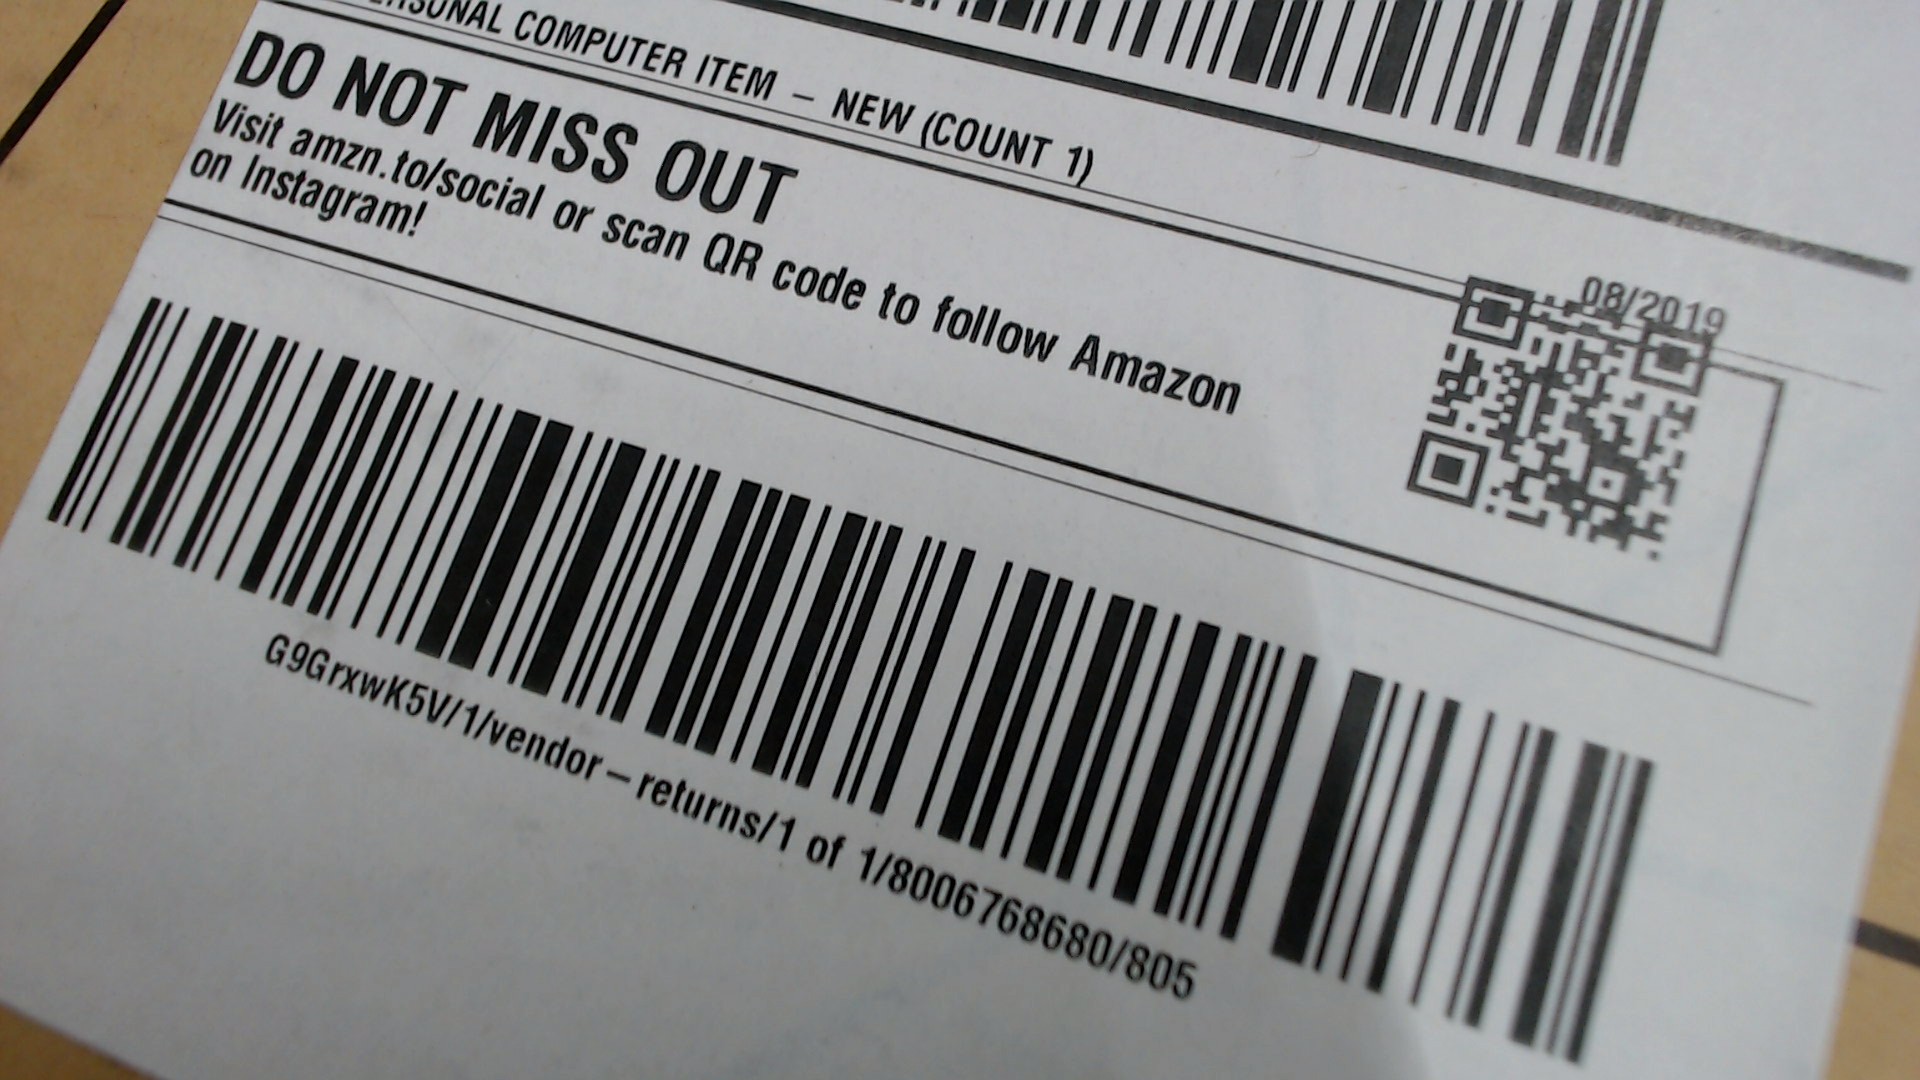 PERSONAL COMPUTER ITEM – NEW (COUNT 1)
DO NOT MISS OUT
Visit amzn.to/social or scan QR code to follow Amazon
on Instagram!
08/2019
G9GrxwK5V/1/vendor–returns/1 of 1/8006768680/805